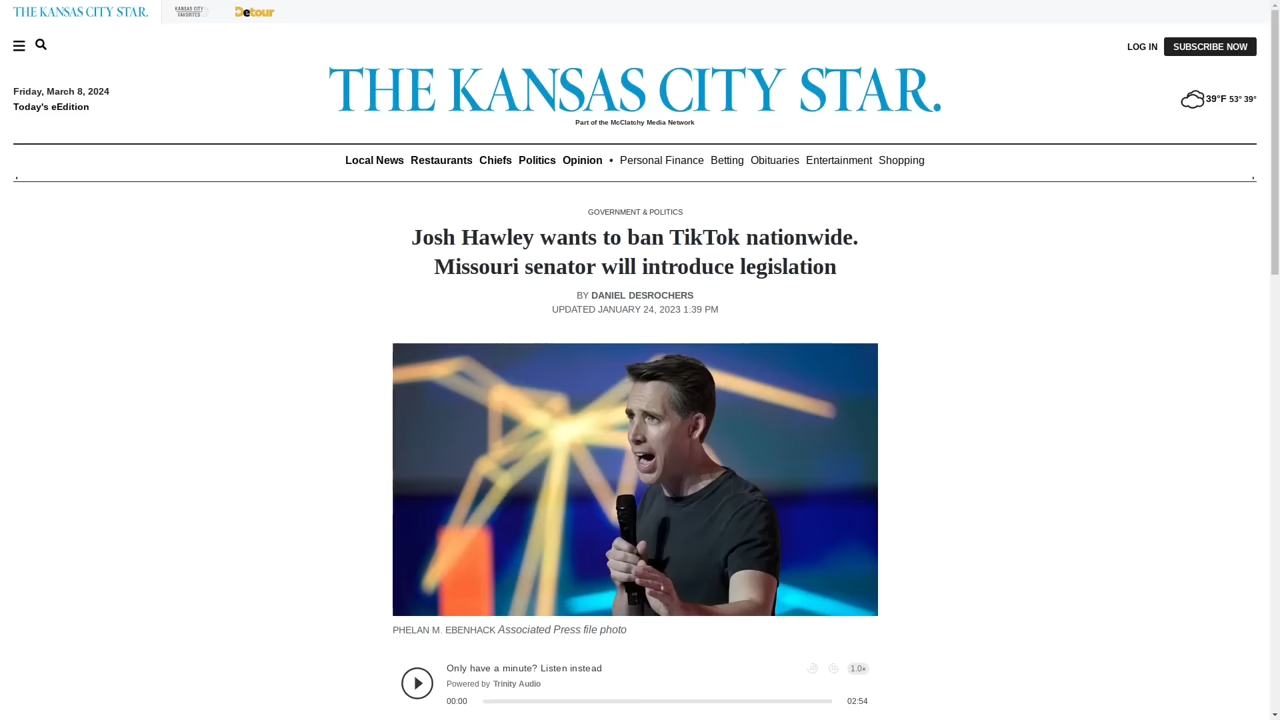 THE KANSAS CITY STAR.
KANSAS CITY
FAVORITES
Detour
LOG IN
SUBSCRIBE NOW
Friday, March 8, 2024
Today's eEdition
THE KANSAS CITY STAR.
Part of the McClatchy Media Network
39°F 53° 39°
Local News Restaurants Chiefs Politics Opinion • Personal Finance Betting Obituaries Entertainment Shopping
GOVERNMENT & POLITICS
Josh Hawley wants to ban TikTok nationwide.
Missouri senator will introduce legislation
BY DANIEL DESROCHERS
UPDATED JANUARY 24, 2023 1:39 PM
PHELAN M. EBENHACK Associated Press file photo
Only have a minute? Listen instead
1.0×
Powered by Trinity Audio
00:00
02:54